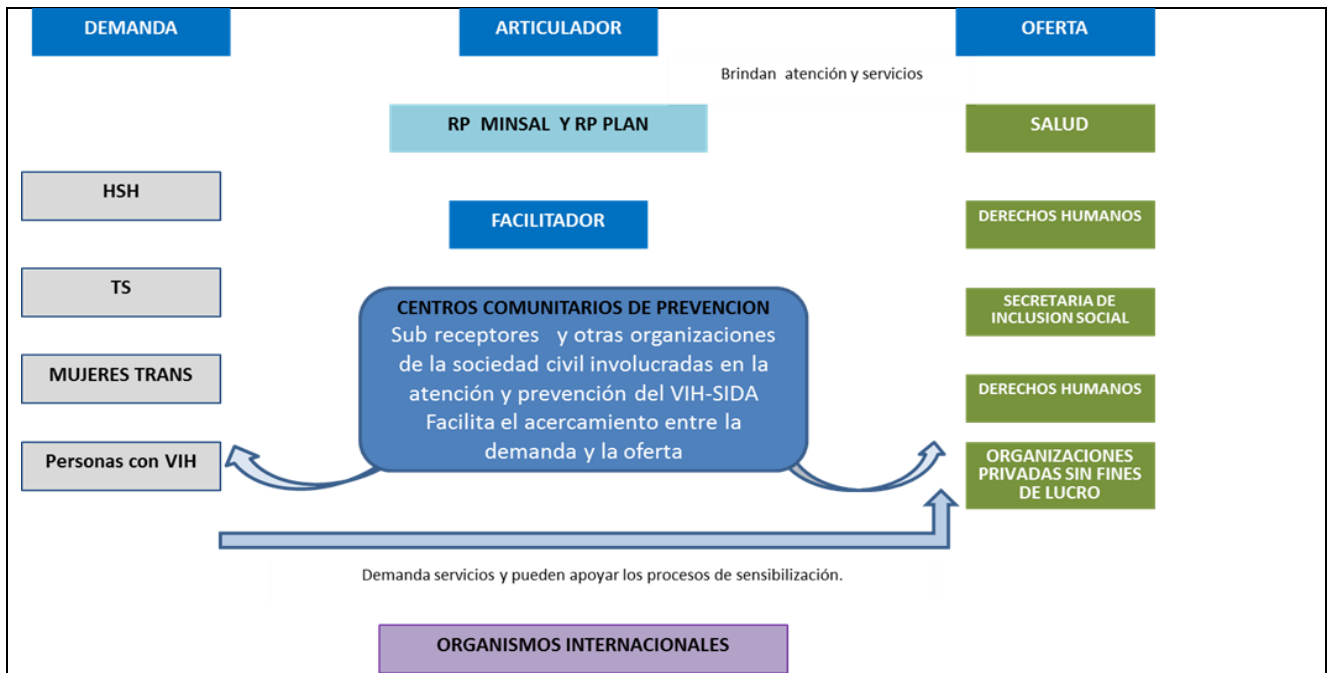 DEMANDA
ARTICULADOR
OFERTA
Brindan atención y servicios
RP MINSAL Y RP PLAN
SALUD
HSH
FACILITADOR
DERECHOS HUMANOS
TS
CENTROS COMUNITARIOS DE PREVENCION
Sub receptores y otras organizaciones
de la sociedad civil involucradas en la
atención y prevención del VIH-SIDA
Facilita el acercamiento entre la
demanda y la oferta
SECRETARIA DE
INCLUSION SOCIAL
MUJERES TRANS
DERECHOS HUMANOS
Personas con VIH
ORGANIZACIONES
PRIVADAS SIN FINES
DE LUCRO
Demanda servicios y pueden apoyar los procesos de sensibilización.
ORGANISMOS INTERNACIONALES